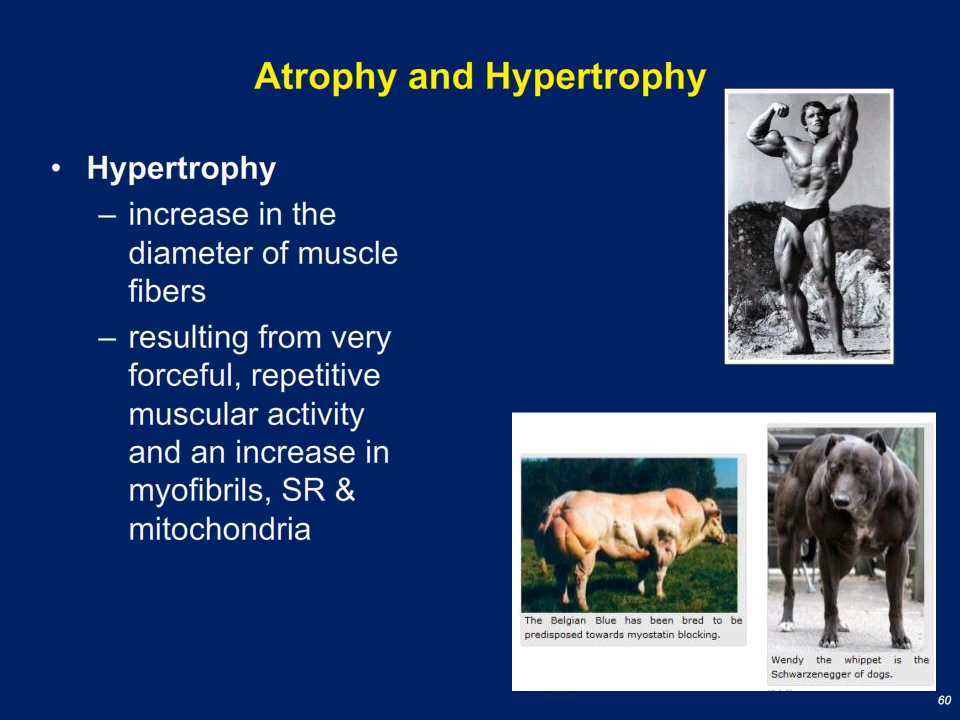 Atrophy and Hypertrophy
• Hypertrophy
– increase in the
diameter of muscle
fibers
– resulting from very
forceful, repetitive
muscular activity
and an increase in
myofibrils, SR &
mitochondria
The Belgian Blue has been bred to be
predisposed towards myostatin blocking.
Wendy the whippet is the
Schwarzenegger of dogs.
60